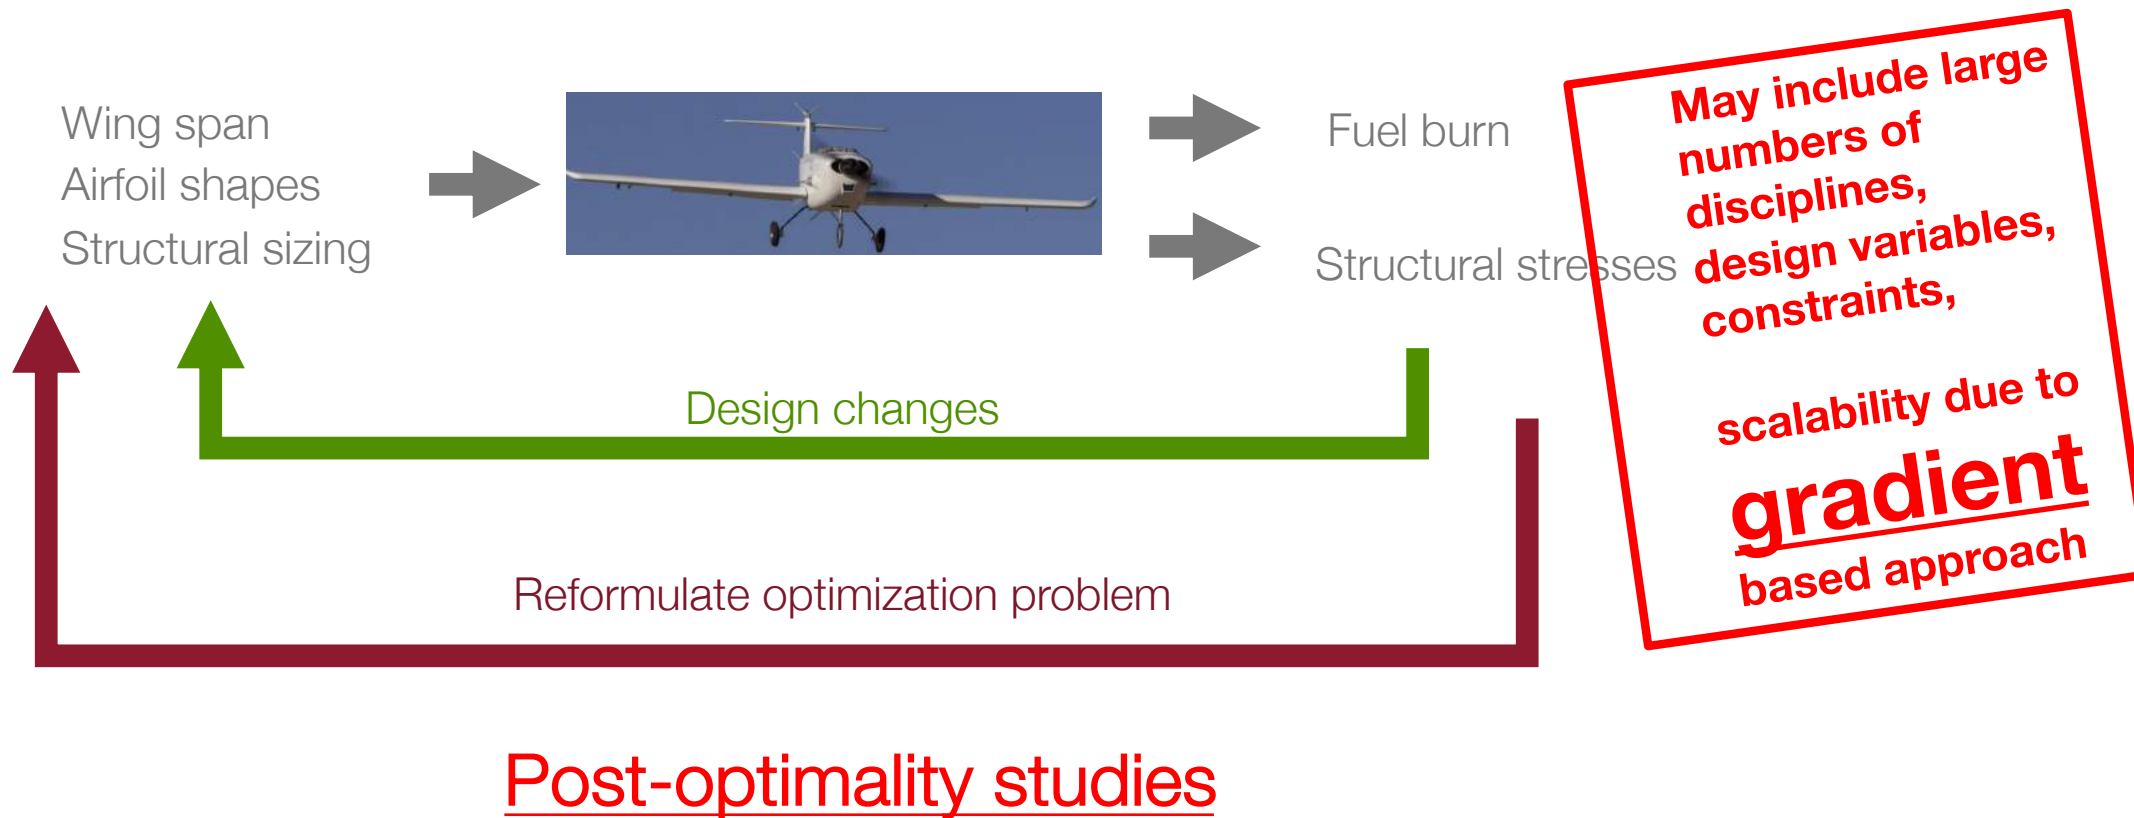 Wing span
Airfoil shapes
Structural sizing
Fuel burn
Structural stresses
Design changes
Reformulate optimization problem
Post-optimality studies
May include large
numbers of
disciplines,
design variables,
constraints,
scalability due to
gradient
based approach